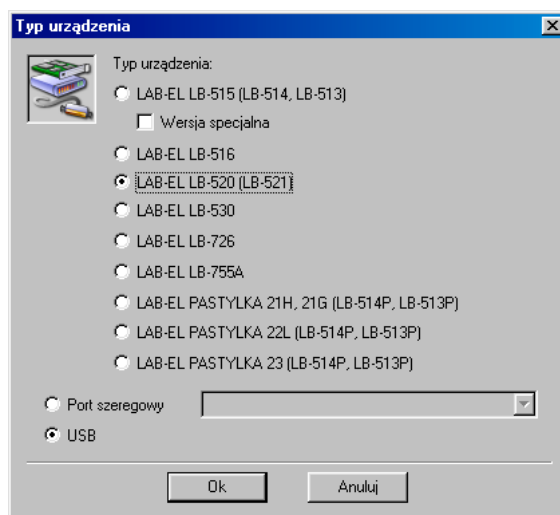 Typ urządzenia
Typ urządzenia:
LAB-EL LB-515 (LB-514, LB-513)
Wersja specjalna
LAB-EL LB-516
LAB-EL LB-520 (LB-521)
LAB-EL LB-530
LAB-EL LB-726
LAB-EL LB-755A
LAB-EL PASTYLKA 21H, 21G (LB-514P, LB-513P)
LAB-EL PASTYLKA 22L (LB-514P, LB-513P)
LAB-EL PASTYLKA 23 (LB-514P, LB-513P)
Port szeregowy
USB
Ok Anuluj